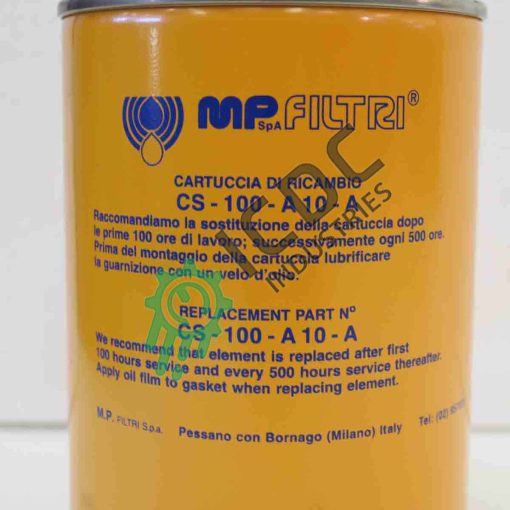 MP FILTRI®
SpA
CARTUCCIA DI RICAMBIO
CS - 100 - A 10 - A
Raccomandiamo la sostituzione della cartuccia dopo
le prime 100 ore di lavoro; successivamente ogni 500 ore.
Prima del montaggio della cartuccia lubrificare
la guarnizione con un velo d'olio.
REPLACEMENT PART Nº
CS - 100 - A 10 - A
We recommend that element is replaced after first
100 hours service and every 500 hours service thereafter.
Apply oil film to gasket when replacing element.
M.P. FILTRI S.p.a. Pessano con Bornago (Milano) Italy Tel: (02)
ICDC
INDUSTRIES